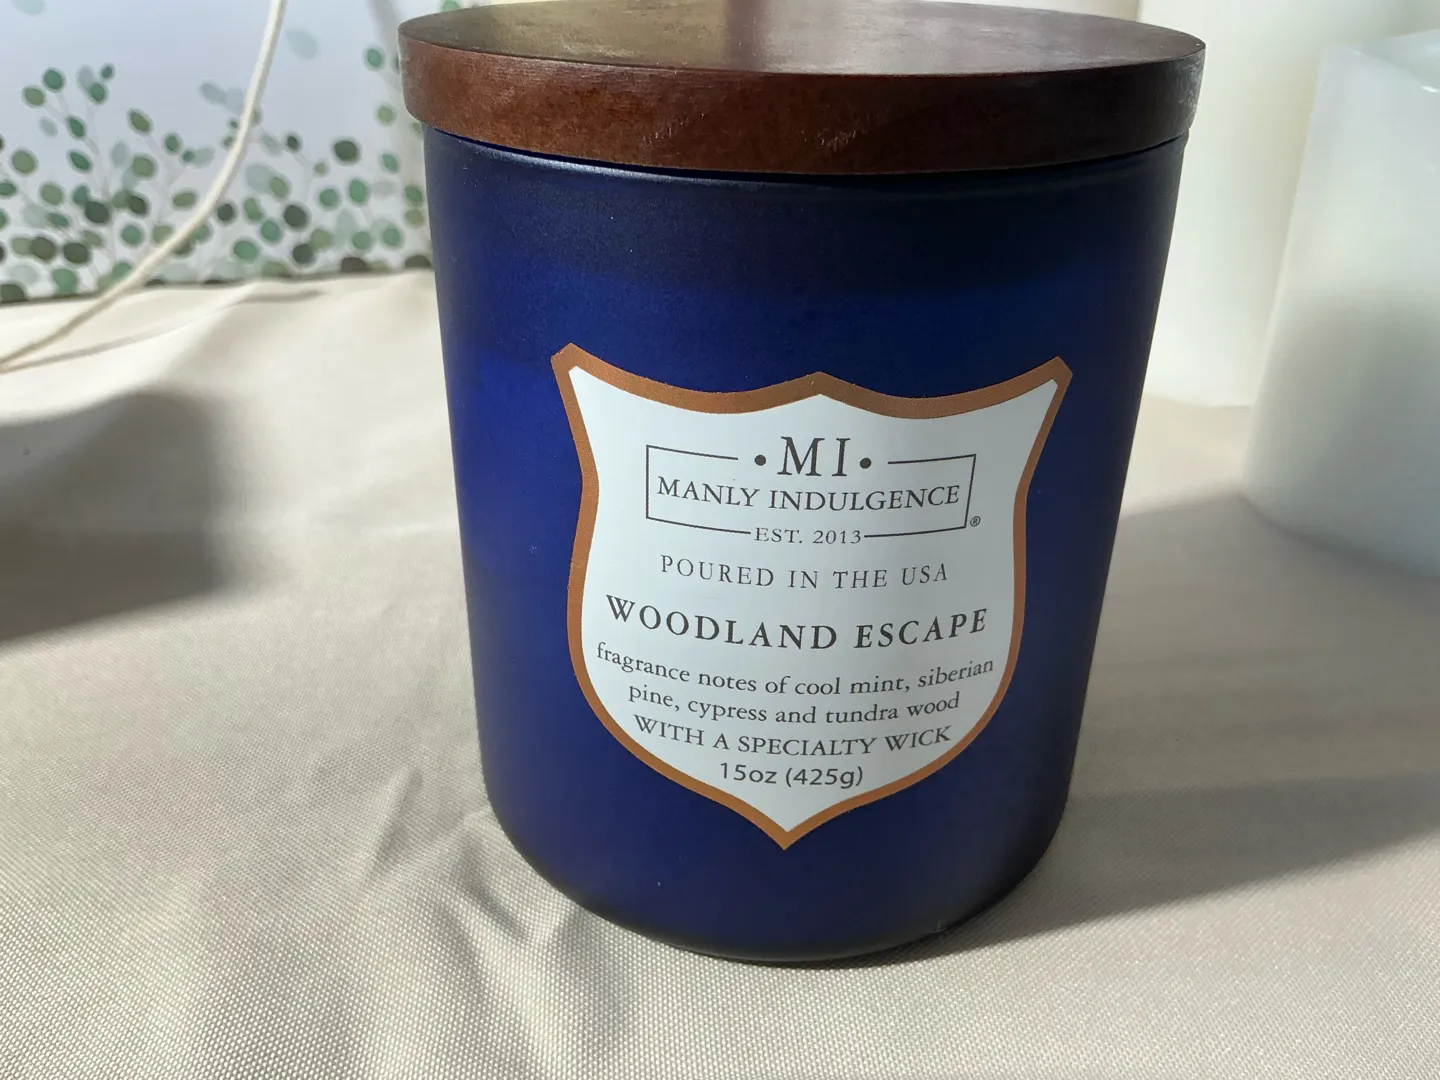 •MI•
MANLY INDULGENCE
®
EST. 2013
POURED IN THE USA
WOODLAND ESCAPE
fragrance notes of cool mint, siberian
pine, cypress and tundra wood
WITH A SPECIALTY WICK
15oz (425g)